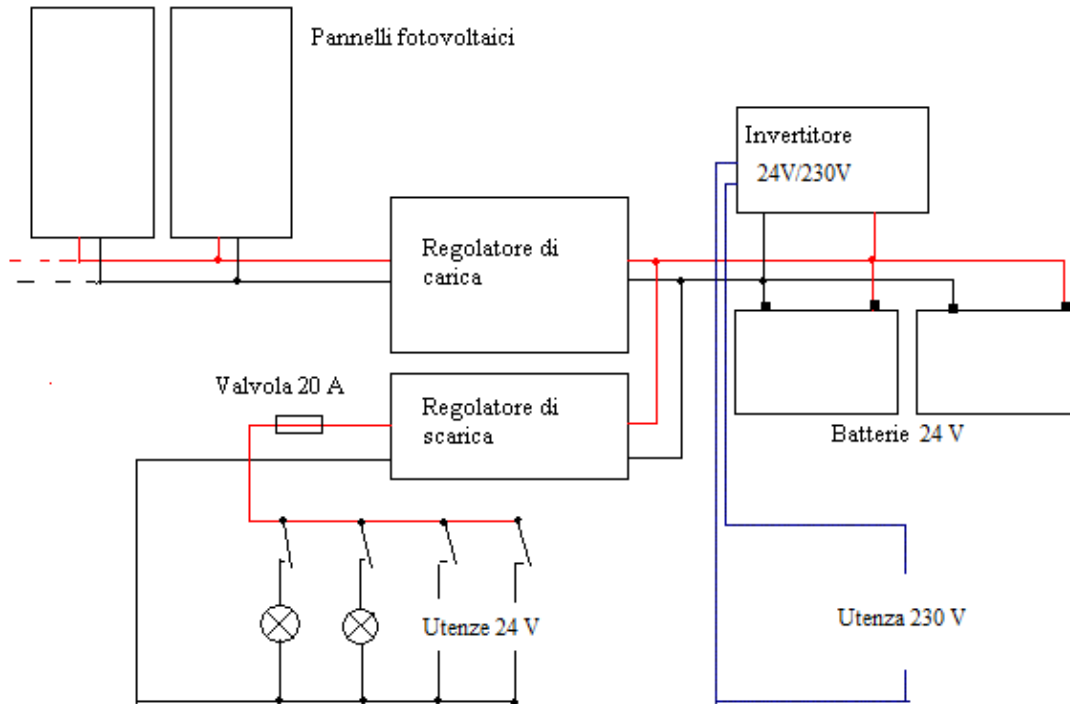 Pannelli fotovoltaici
Invertitore
24V/230V
Regolatore di
carica
Valvola 20 A
Regolatore di
scarica
Batterie 24 V
Utenze 24 V
Utenza 230 V